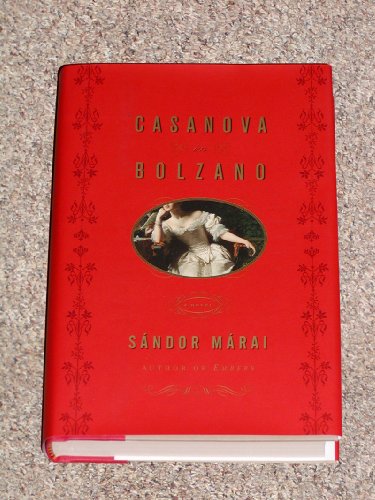 CASANOVA
in
BOLZANO
A NOVEL
SÁNDOR MÁRAI
AUTHOR OF EMBERS